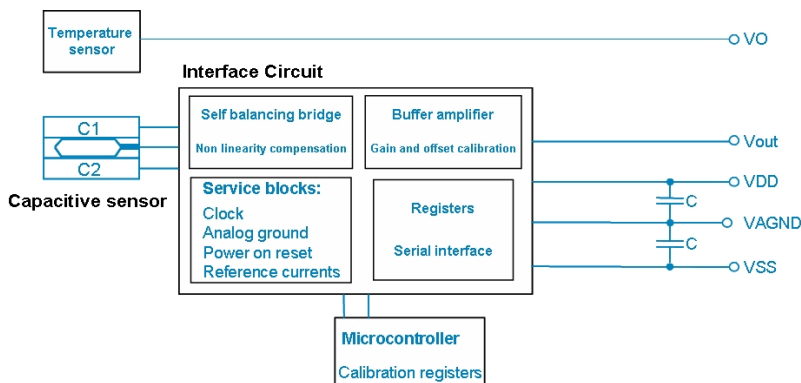 Temperature
sensor
VO
Interface Circuit
Self balancing bridge
Non linearity compensation
Buffer amplifier
Gain and offset calibration
C1
C2
Capacitive sensor
Vout
VDD
C
VAGND
C
VSS
Service blocks:
Clock
Analog ground
Power on reset
Reference currents
Registers
Serial interface
Microcontroller
Calibration registers